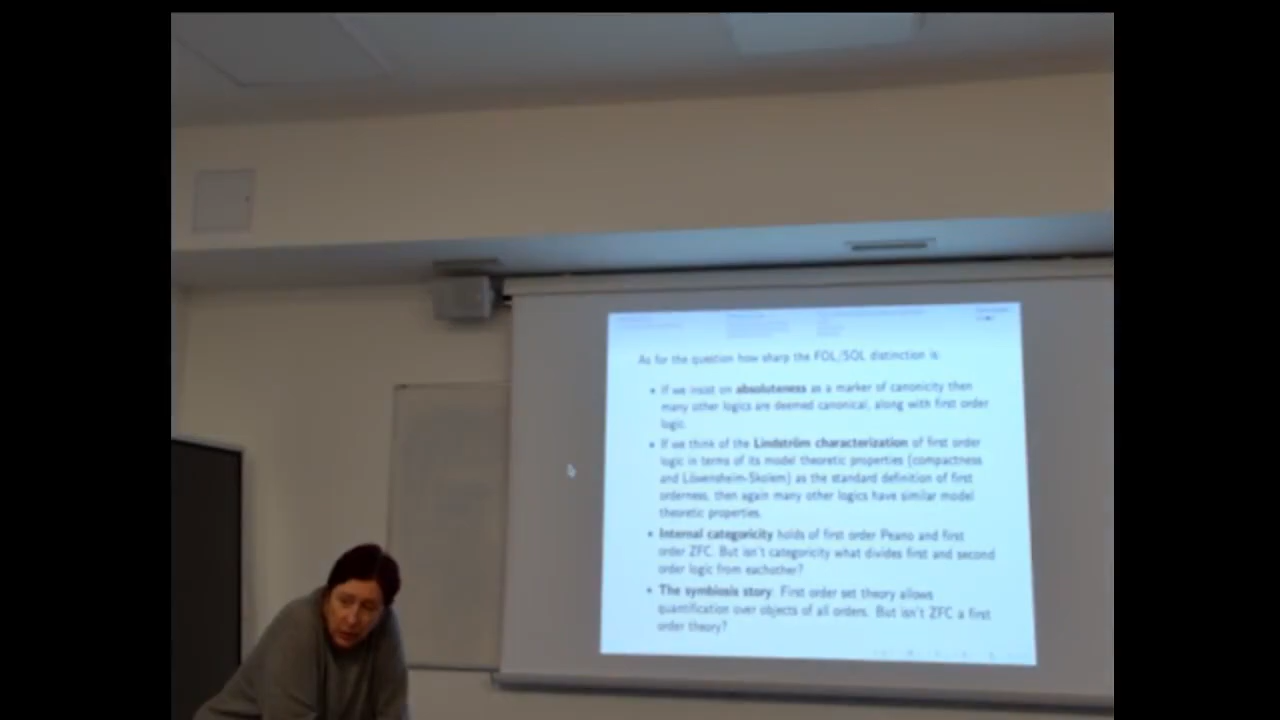 As for the question how sharp the FOL/SOL distinction is:
• If we insist on absoluteness as a marker of canonicity then
many other logics are deemed canonical, along with first order
logic.
• If we think of the Lindström characterization of first order
logic in terms of its model theoretic properties (compactness
and Löwenheim-Skolem) as the standard definition of first
orderness, then again many other logics have similar model
theoretic properties.
• Internal categoricity holds of first order Peano and first
order ZFC. But isn't categoricity what divides first and second
order logic from eachother?
• The symbiosis story: First order set theory allows
quantification over objects of all orders. But isn't ZFC a first
order theory?